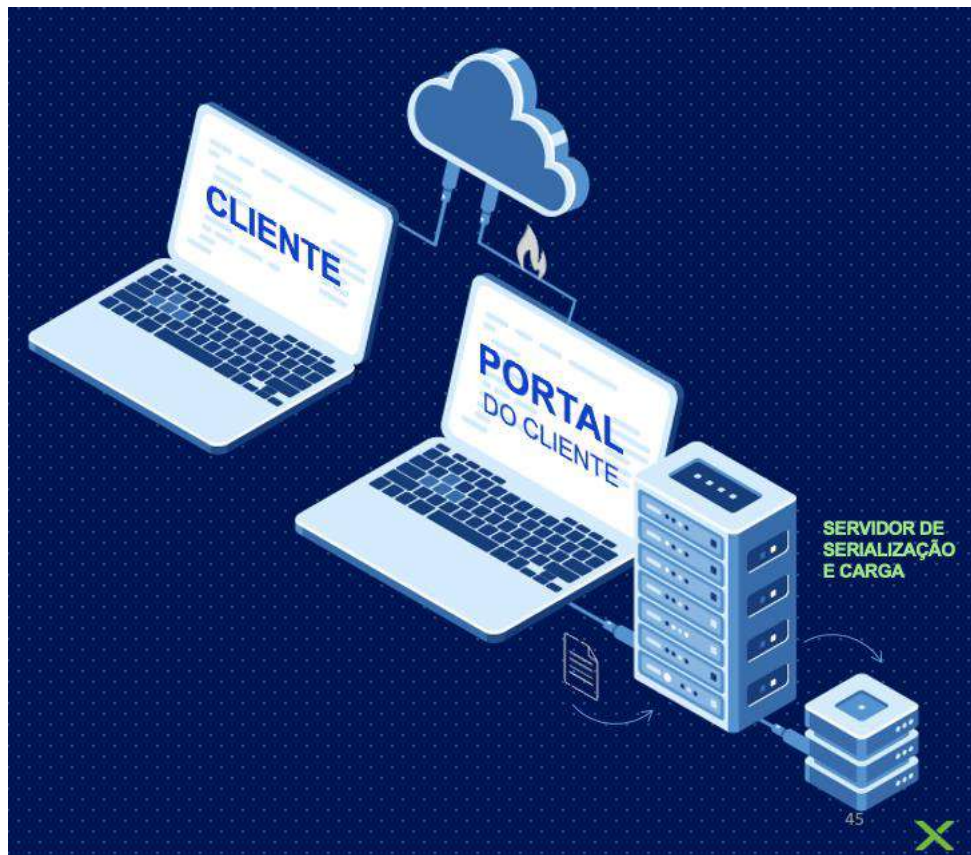 CLIENTE
PORTAL
DO CLIENTE
SERVIDOR DE
SERIALIZAÇÃO
E CARGA
45